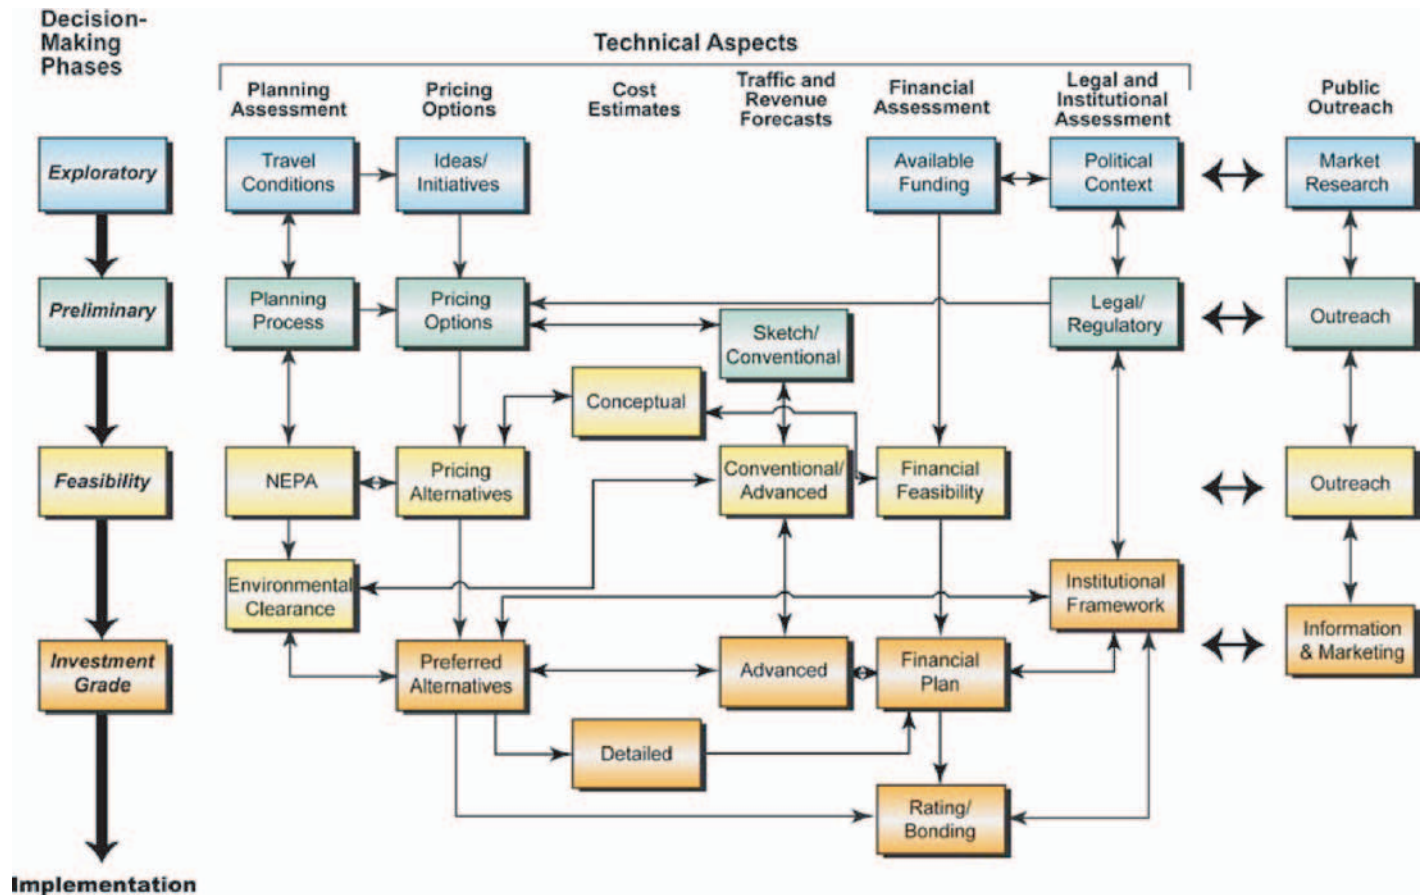 Decision-
Making
Phases
Technical Aspects
Planning
Assessment
Pricing
Options
Cost
Estimates
Traffic and
Revenue
Forecasts
Financial
Assessment
Legal and
Institutional
Assessment
Public
Outreach
Exploratory
Travel
Conditions
Ideas/
Initiatives
Available
Funding
Political
Context
Market
Research
Preliminary
Planning
Process
Pricing
Options
Sketch/
Conventional
Legal/
Regulatory
Outreach
Conceptual
Feasibility
NEPA
Pricing
Alternatives
Conventional/
Advanced
Financial
Feasibility
Outreach
Environmental
Clearance
Institutional
Framework
Investment
Grade
Preferred
Alternatives
Advanced
Financial
Plan
Information
& Marketing
Detailed
Rating/
Bonding
Implementation